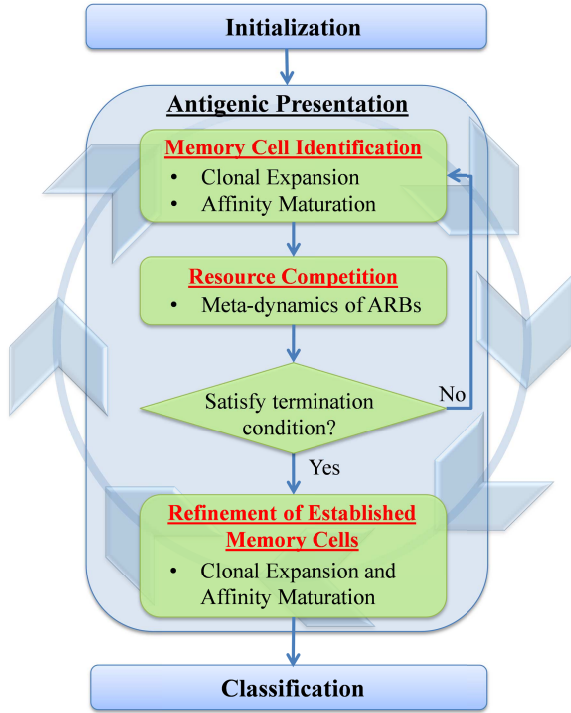 Initialization
Antigenic Presentation
Memory Cell Identification
• Clonal Expansion
• Affinity Maturation
Resource Competition
• Meta-dynamics of ARBs
Satisfy termination
condition?
No
Yes
Refinement of Established
Memory Cells
• Clonal Expansion and
Affinity Maturation
Classification